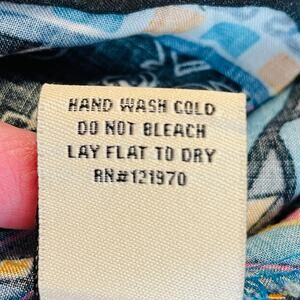 HAND WASH COLD
DO NOT BLEACH
LAY FLAT TO DRY
RN#121970